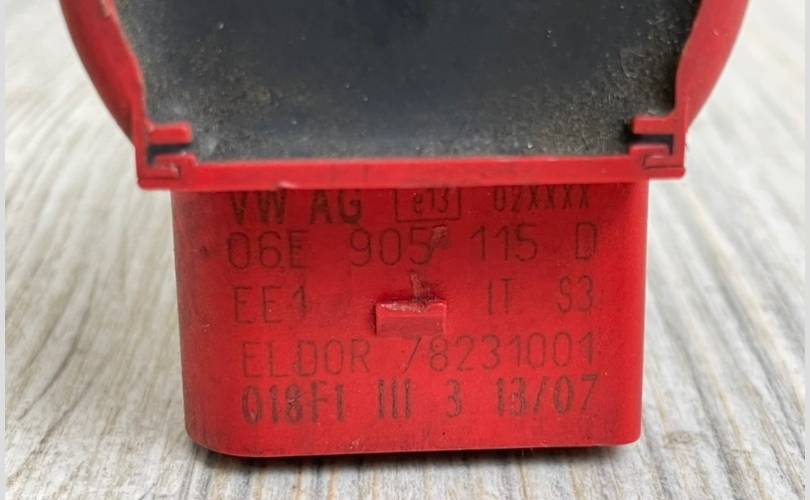 VW AG e13 02XXXX
06E 905 115 D
EE1 IT S3
ELDOR 78231001
018F1 III 3 13/07